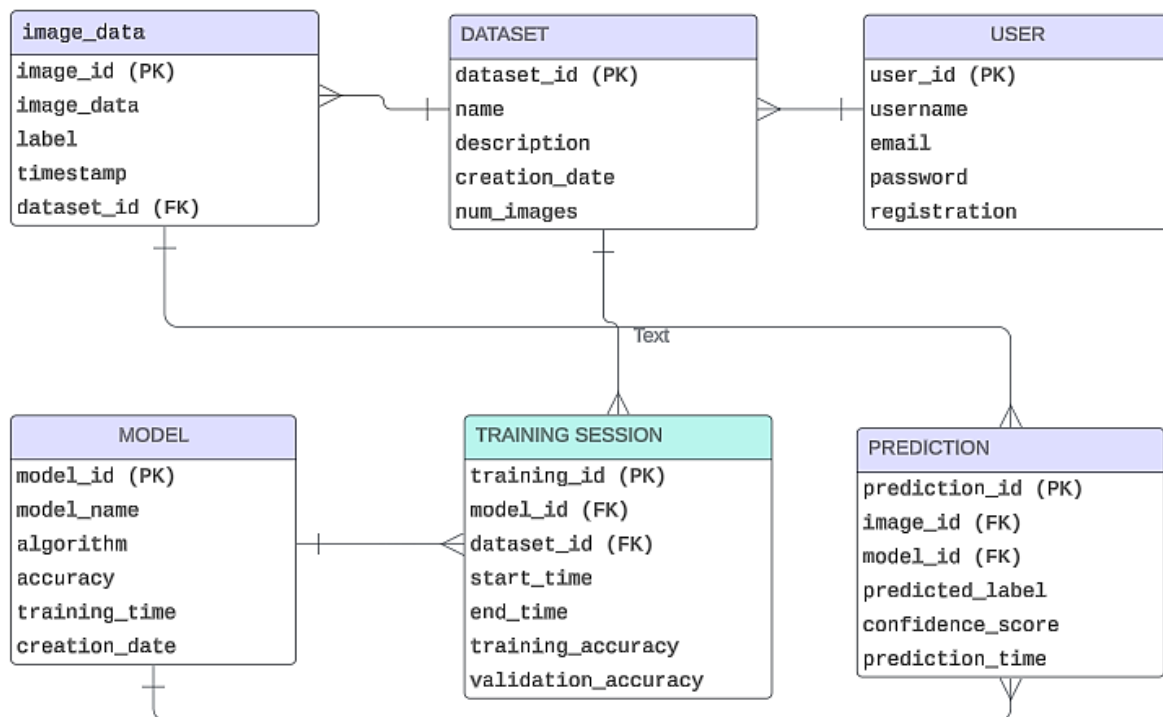 image_data
image_id (PK)
image_data
label
timestamp
dataset_id (FK)
DATASET
dataset_id (PK)
name
description
creation_date
num_images
USER
user_id (PK)
username
email
password
registration
Text
MODEL
model_id (PK)
model_name
algorithm
accuracy
training_time
creation_date
TRAINING SESSION
training_id (PK)
model_id (FK)
dataset_id (FK)
start_time
end_time
training_accuracy
validation_accuracy
PREDICTION
prediction_id (PK)
image_id (FK)
model_id (FK)
predicted_label
confidence_score
prediction_time